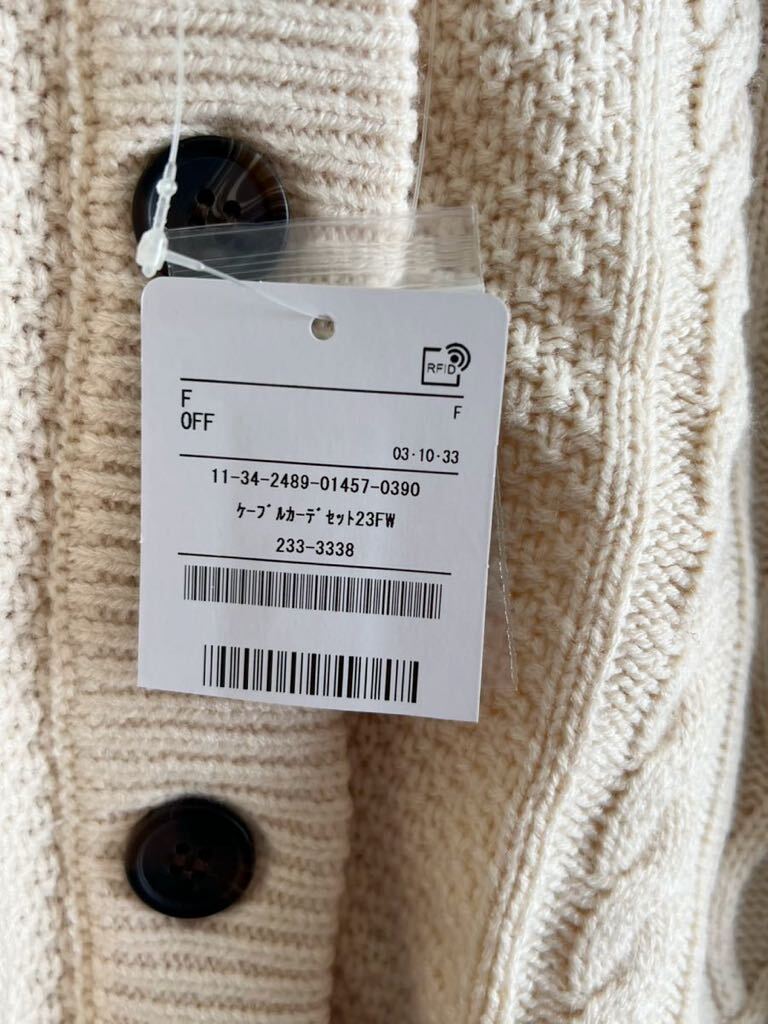 RFID
F F
OFF
03·10·33
11-34-2489-01457-0390
ｹｰﾌﾞﾙｶｰﾃﾞｾｯﾄ23FW
233-3338